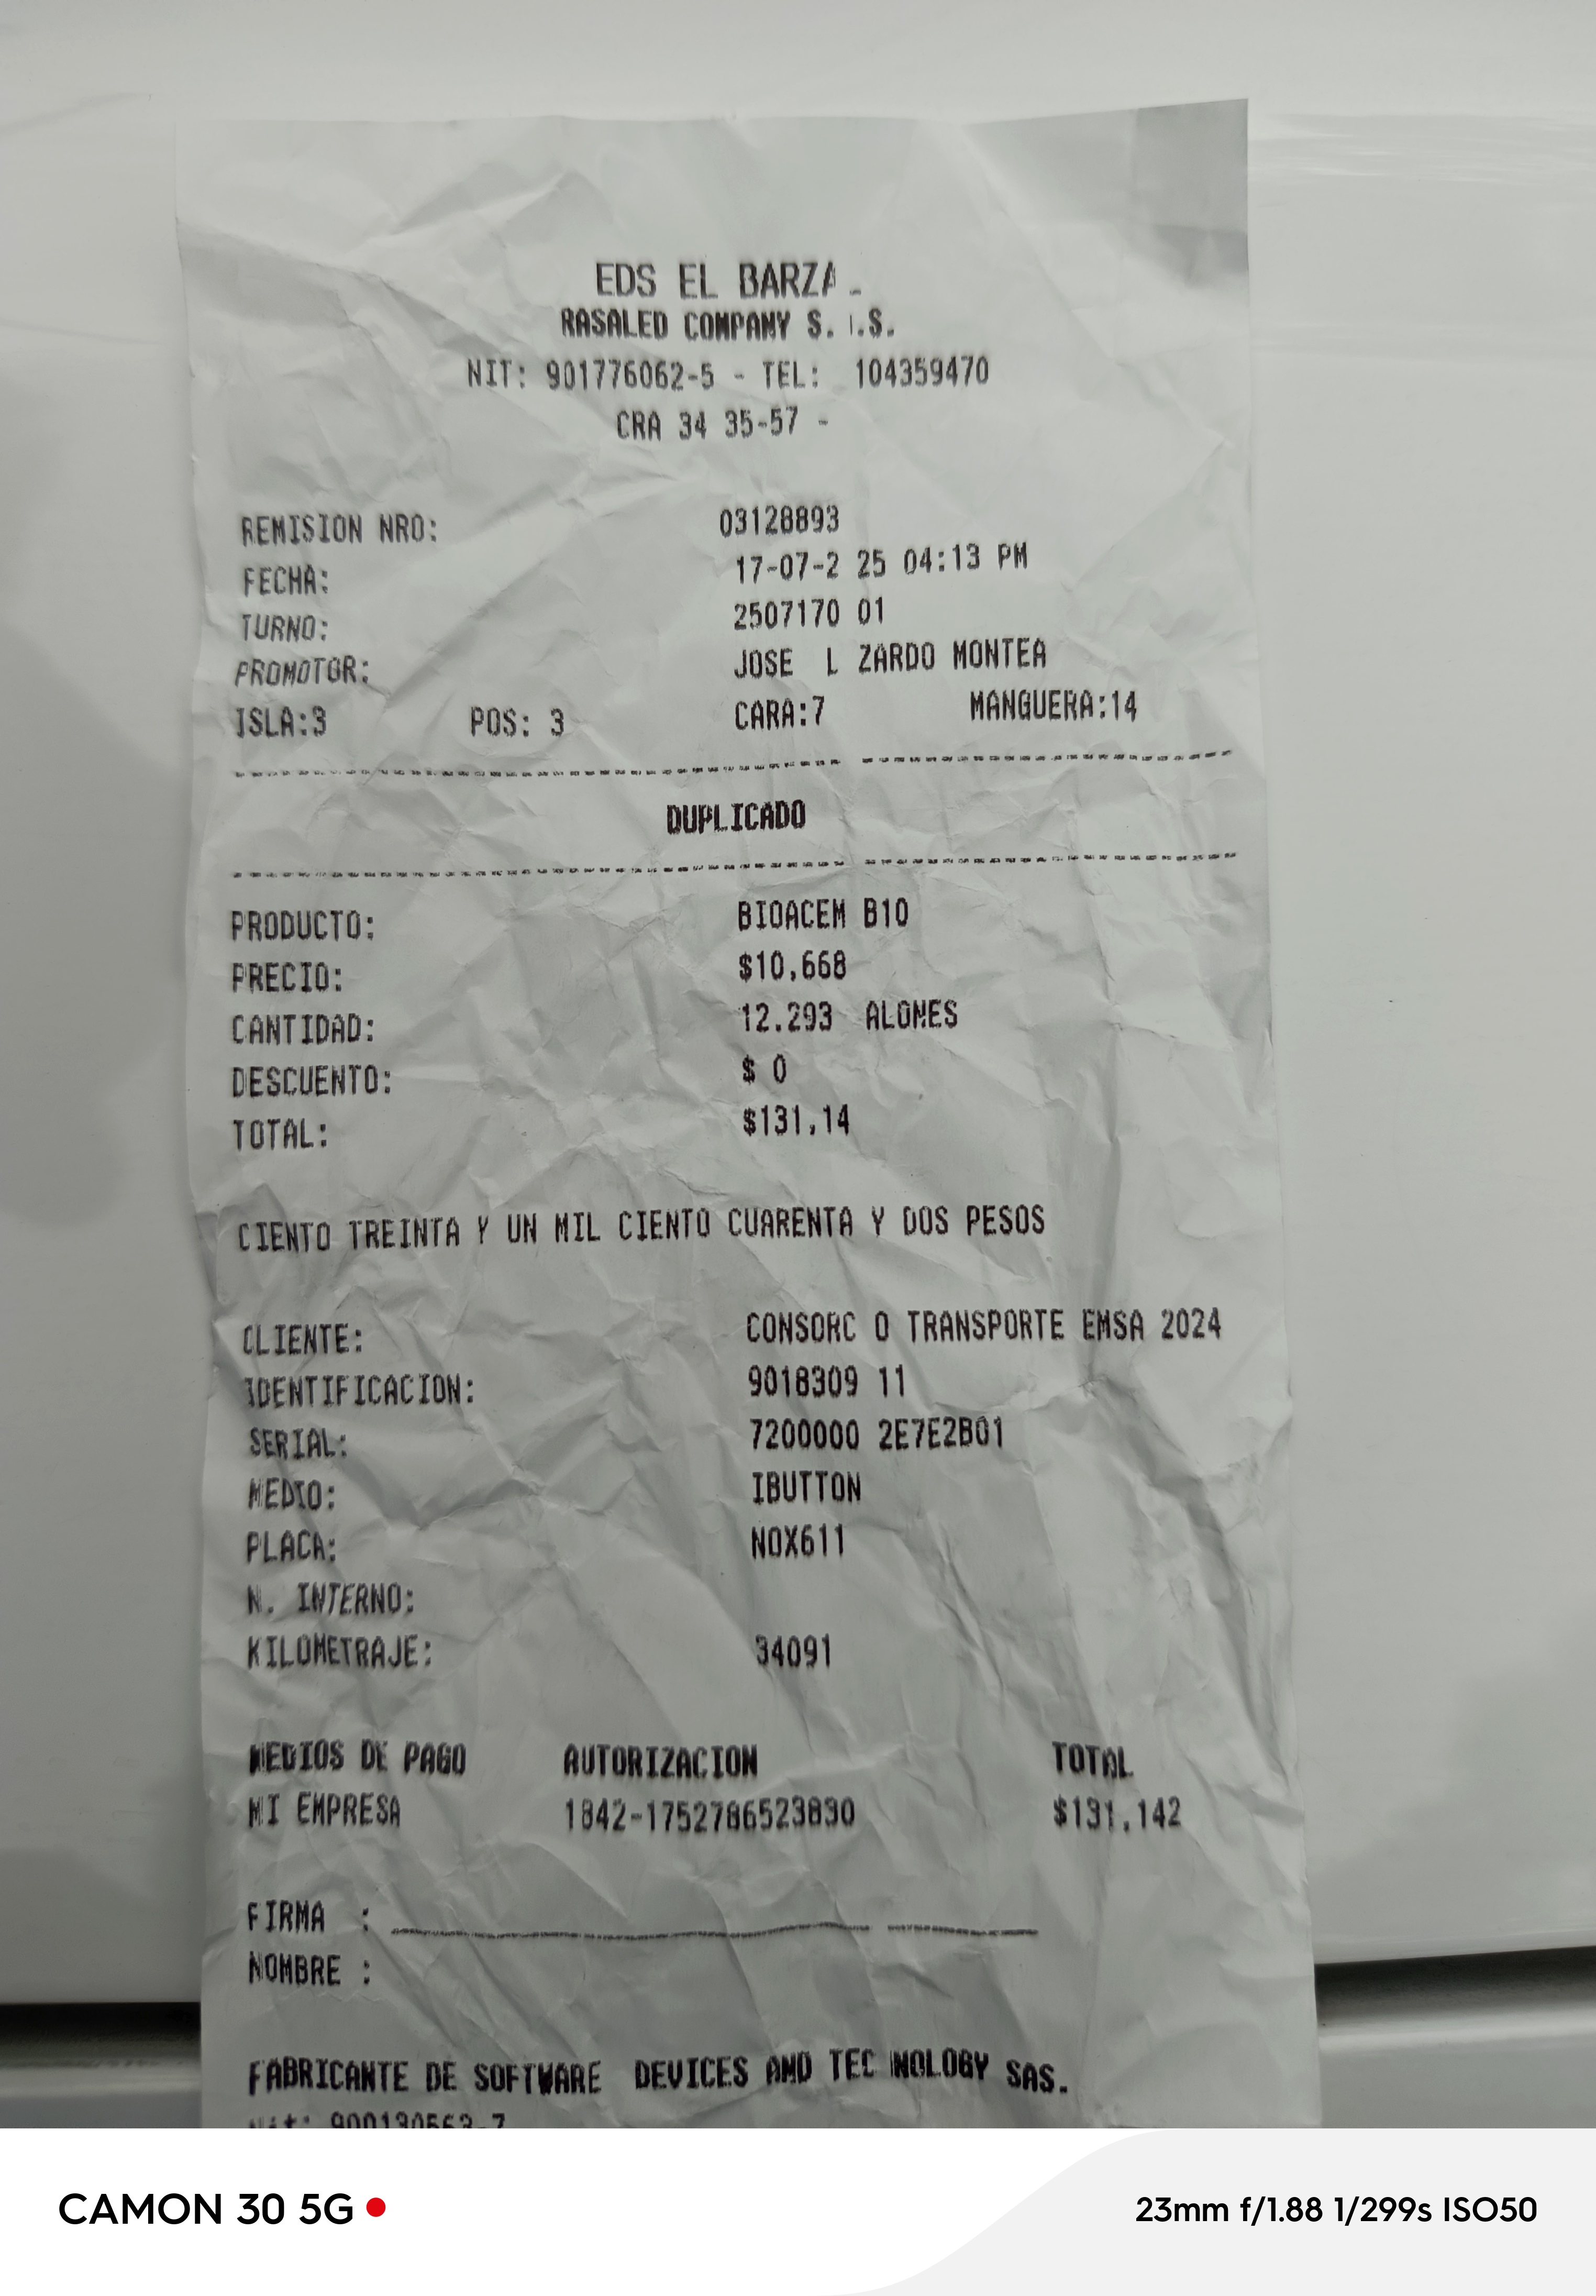 EDS EL BARZA
RASALED COMPANY S. .S.
NIT: 901776062-5 - TEL: 104359470
CRA 34 35-57 -
REMISION NRO: 03128893
FECHA: 17-07-2 25 04:13 PM
TURNO: 2507170 01
PROMOTOR: JOSE L ZARDO MONTEA
ISLA:3 POS: 3 CARA:7 MANGUERA:14
DUPLICADO
PRODUCTO: BIOACEM B10
PRECIO: $10,668
CANTIDAD: 12.293 ALONES
DESCUENTO: $ 0
TOTAL: $131,14
CIENTO TREINTA Y UN MIL CIENTO CUARENTA Y DOS PESOS
CLIENTE: CONSORC O TRANSPORTE EMSA 2024
IDENTIFICACION: 9018309 11
SERIAL: 7200000 2E7E2B01
MEDIO: IBUTTON
PLACA: NOX611
N. INTERNO:
KILOMETRAJE: 34091
MEDIOS DE PAGO AUTORIZACION TOTAL
MI EMPRESA 1842-1752786523830 $131,142
FIRMA :
NOMBRE :
FABRICANTE DE SOFTWARE DEVICES AND TEC NOLOGY SAS.
Nit: 900130563-7
CAMON 30 5G
23mm f/1.88 1/299s ISO50